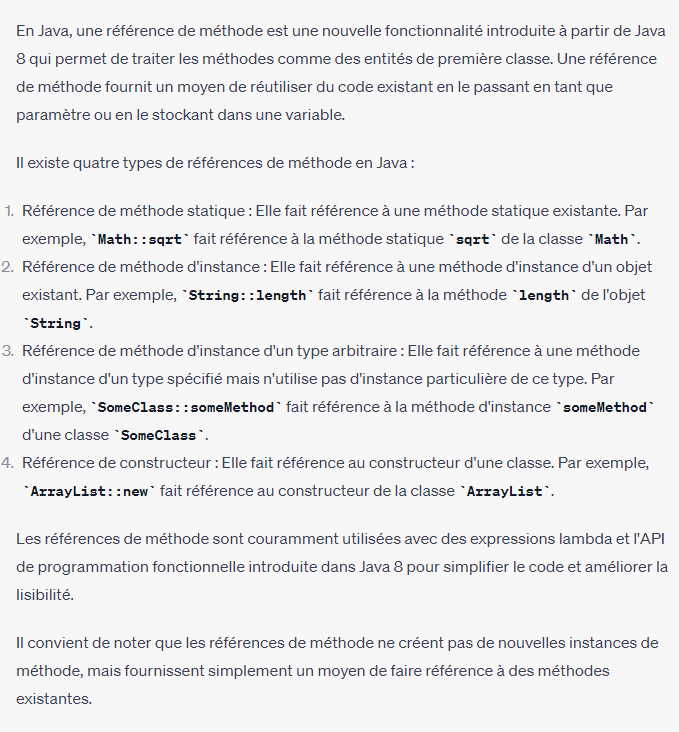 En Java, une référence de méthode est une nouvelle fonctionnalité introduite à partir de Java
8 qui permet de traiter les méthodes comme des entités de première classe. Une référence
de méthode fournit un moyen de réutiliser du code existant en le passant en tant que
paramètre ou en le stockant dans une variable.
Il existe quatre types de références de méthode en Java :
1. Référence de méthode statique : Elle fait référence à une méthode statique existante. Par
exemple, `Math::sqrt` fait référence à la méthode statique `sqrt` de la classe `Math`.
2. Référence de méthode d'instance : Elle fait référence à une méthode d'instance d'un objet
existant. Par exemple, `String::length` fait référence à la méthode `length` de l'objet
`String`.
3. Référence de méthode d'instance d'un type arbitraire : Elle fait référence à une méthode
d'instance d'un type spécifié mais n'utilise pas d'instance particulière de ce type. Par
exemple, `SomeClass::someMethod` fait référence à la méthode d'instance `someMethod`
d'une classe `SomeClass`.
4. Référence de constructeur : Elle fait référence au constructeur d'une classe. Par exemple,
`ArrayList::new` fait référence au constructeur de la classe `ArrayList`.
Les références de méthode sont couramment utilisées avec des expressions lambda et l'API
de programmation fonctionnelle introduite dans Java 8 pour simplifier le code et améliorer la
lisibilité.
Il convient de noter que les références de méthode ne créent pas de nouvelles instances de
méthode, mais fournissent simplement un moyen de faire référence à des méthodes
existantes.